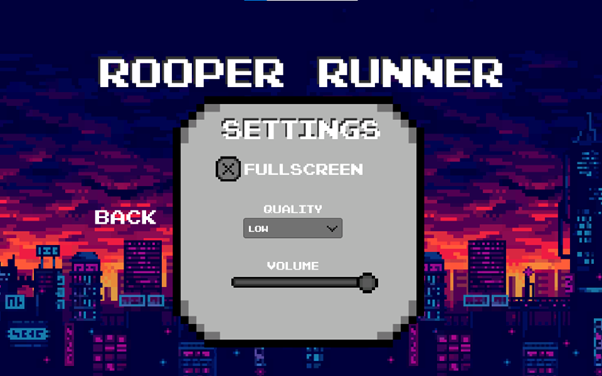 ROOPER RUNNER
SETTINGS
FULLSCREEN
BACK
QUALITY
LOW
VOLUME